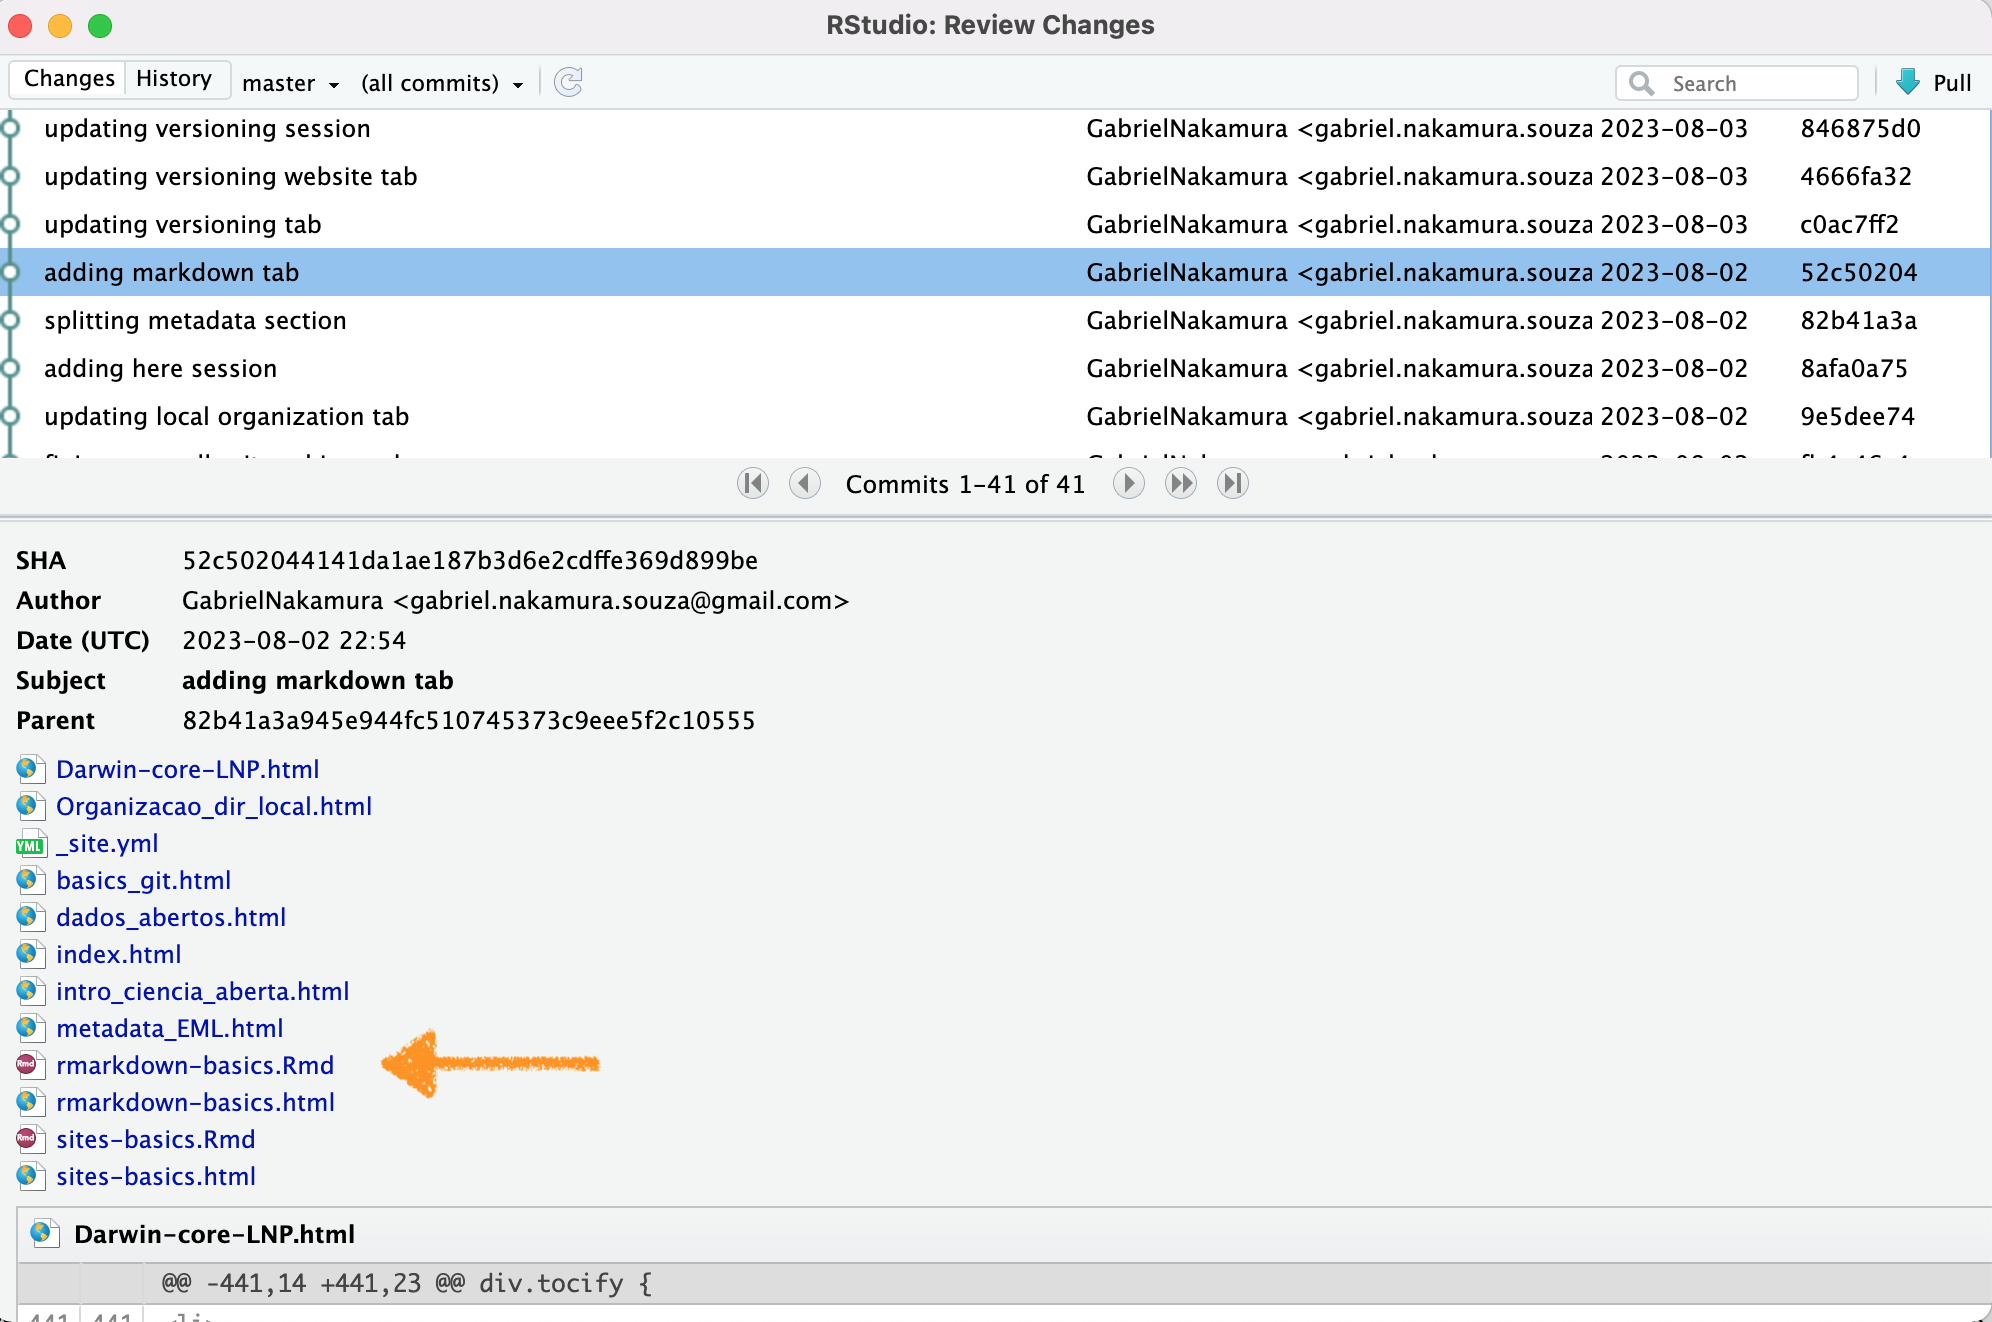 RStudio: Review Changes
Changes History master (all commits) Search Pull
updating versioning session GabrielNakamura <gabriel.nakamura.souza 2023-08-03 846875d0
updating versioning website tab GabrielNakamura <gabriel.nakamura.souza 2023-08-03 4666fa32
updating versioning tab GabrielNakamura <gabriel.nakamura.souza 2023-08-03 c0ac7ff2
adding markdown tab GabrielNakamura <gabriel.nakamura.souza 2023-08-02 52c50204
splitting metadata section GabrielNakamura <gabriel.nakamura.souza 2023-08-02 82b41a3a
adding here session GabrielNakamura <gabriel.nakamura.souza 2023-08-02 8afa0a75
updating local organization tab GabrielNakamura <gabriel.nakamura.souza 2023-08-02 9e5dee74
Commits 1-41 of 41
SHA 52c502044141da1ae187b3d6e2cdffe369d899be
Author GabrielNakamura <gabriel.nakamura.souza@gmail.com>
Date (UTC) 2023-08-02 22:54
Subject adding markdown tab
Parent 82b41a3a945e944fc510745373c9eee5f2c10555
Darwin-core-LNP.html
Organizacao_dir_local.html
YML _site.yml
basics_git.html
dados_abertos.html
index.html
intro_ciencia_aberta.html
metadata_EML.html
Rmd rmarkdown-basics.Rmd
rmarkdown-basics.html
Rmd sites-basics.Rmd
sites-basics.html
Darwin-core-LNP.html
@@ -441,14 +441,23 @@ div.tocify {
441 441